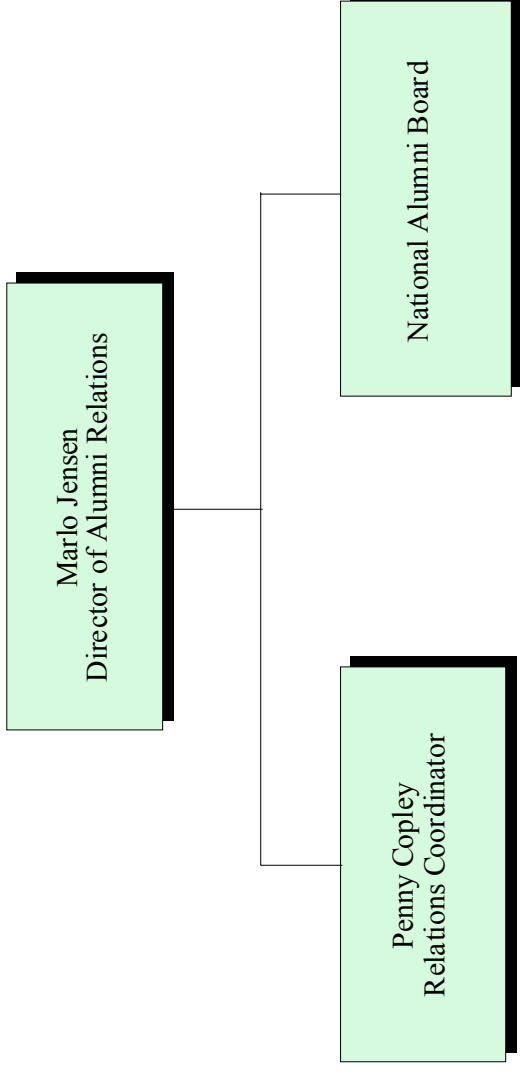 Marlo Jensen
Director of Alumni Relations
Penny Copley
Relations Coordinator
National Alumni Board